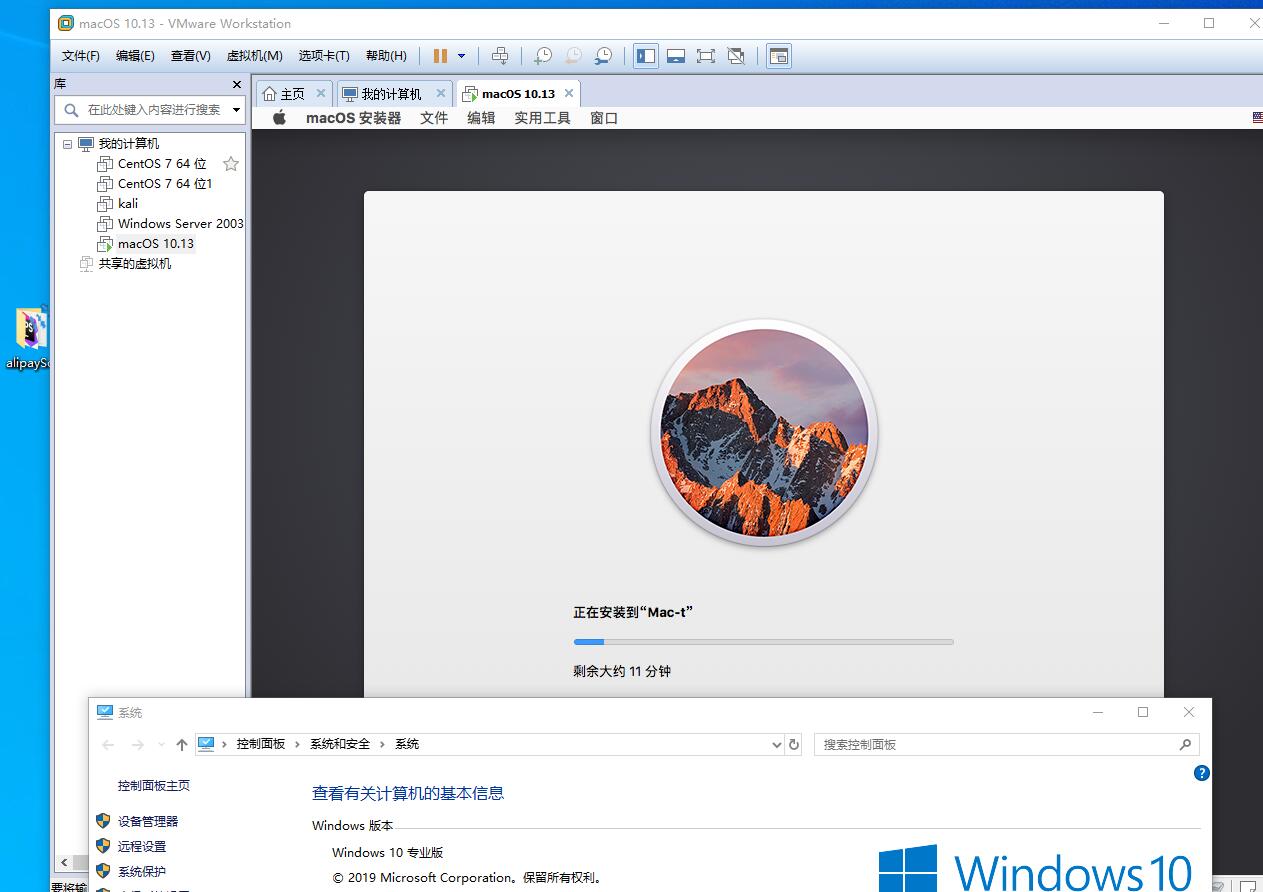 macOS 10.13 - VMware Workstation
文件(F) 编辑(E) 查看(V) 虚拟机(M) 选项卡(T) 帮助(H)
库
在此处键入内容进行搜索
主页 我的计算机 macOS 10.13
macOS 安装器 文件 编辑 实用工具 窗口
我的计算机
CentOS 7 64 位
CentOS 7 64 位1
kali
Windows Server 2003
macOS 10.13
共享的虚拟机
PS
alipaySc
正在安装到“Mac-t”
剩余大约 11 分钟
系统
控制面板 系统和安全 系统
搜索控制面板
控制面板主页
设备管理器
远程设置
系统保护
查看有关计算机的基本信息
Windows 版本
Windows 10 专业版
© 2019 Microsoft Corporation。保留所有权利。
Windows 10
要将输